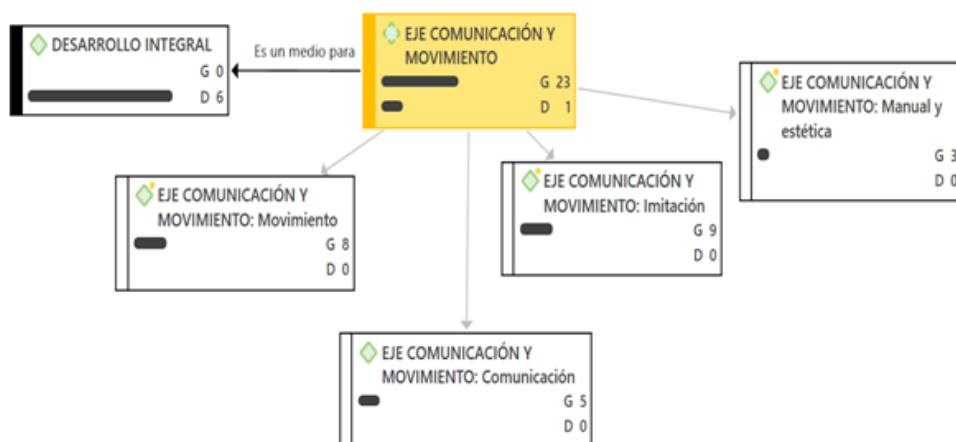 DESARROLLO INTEGRAL
G 0
D 6
Es un medio para
EJE COMUNICACIÓN Y
MOVIMIENTO
G 23
D 1
EJE COMUNICACIÓN Y
MOVIMIENTO: Manual y
estética
G 3
D 0
EJE COMUNICACIÓN Y
MOVIMIENTO: Movimiento
G 8
D 0
EJE COMUNICACIÓN Y
MOVIMIENTO: Imitación
G 9
D 0
EJE COMUNICACIÓN Y
MOVIMIENTO: Comunicación
G 5
D 0